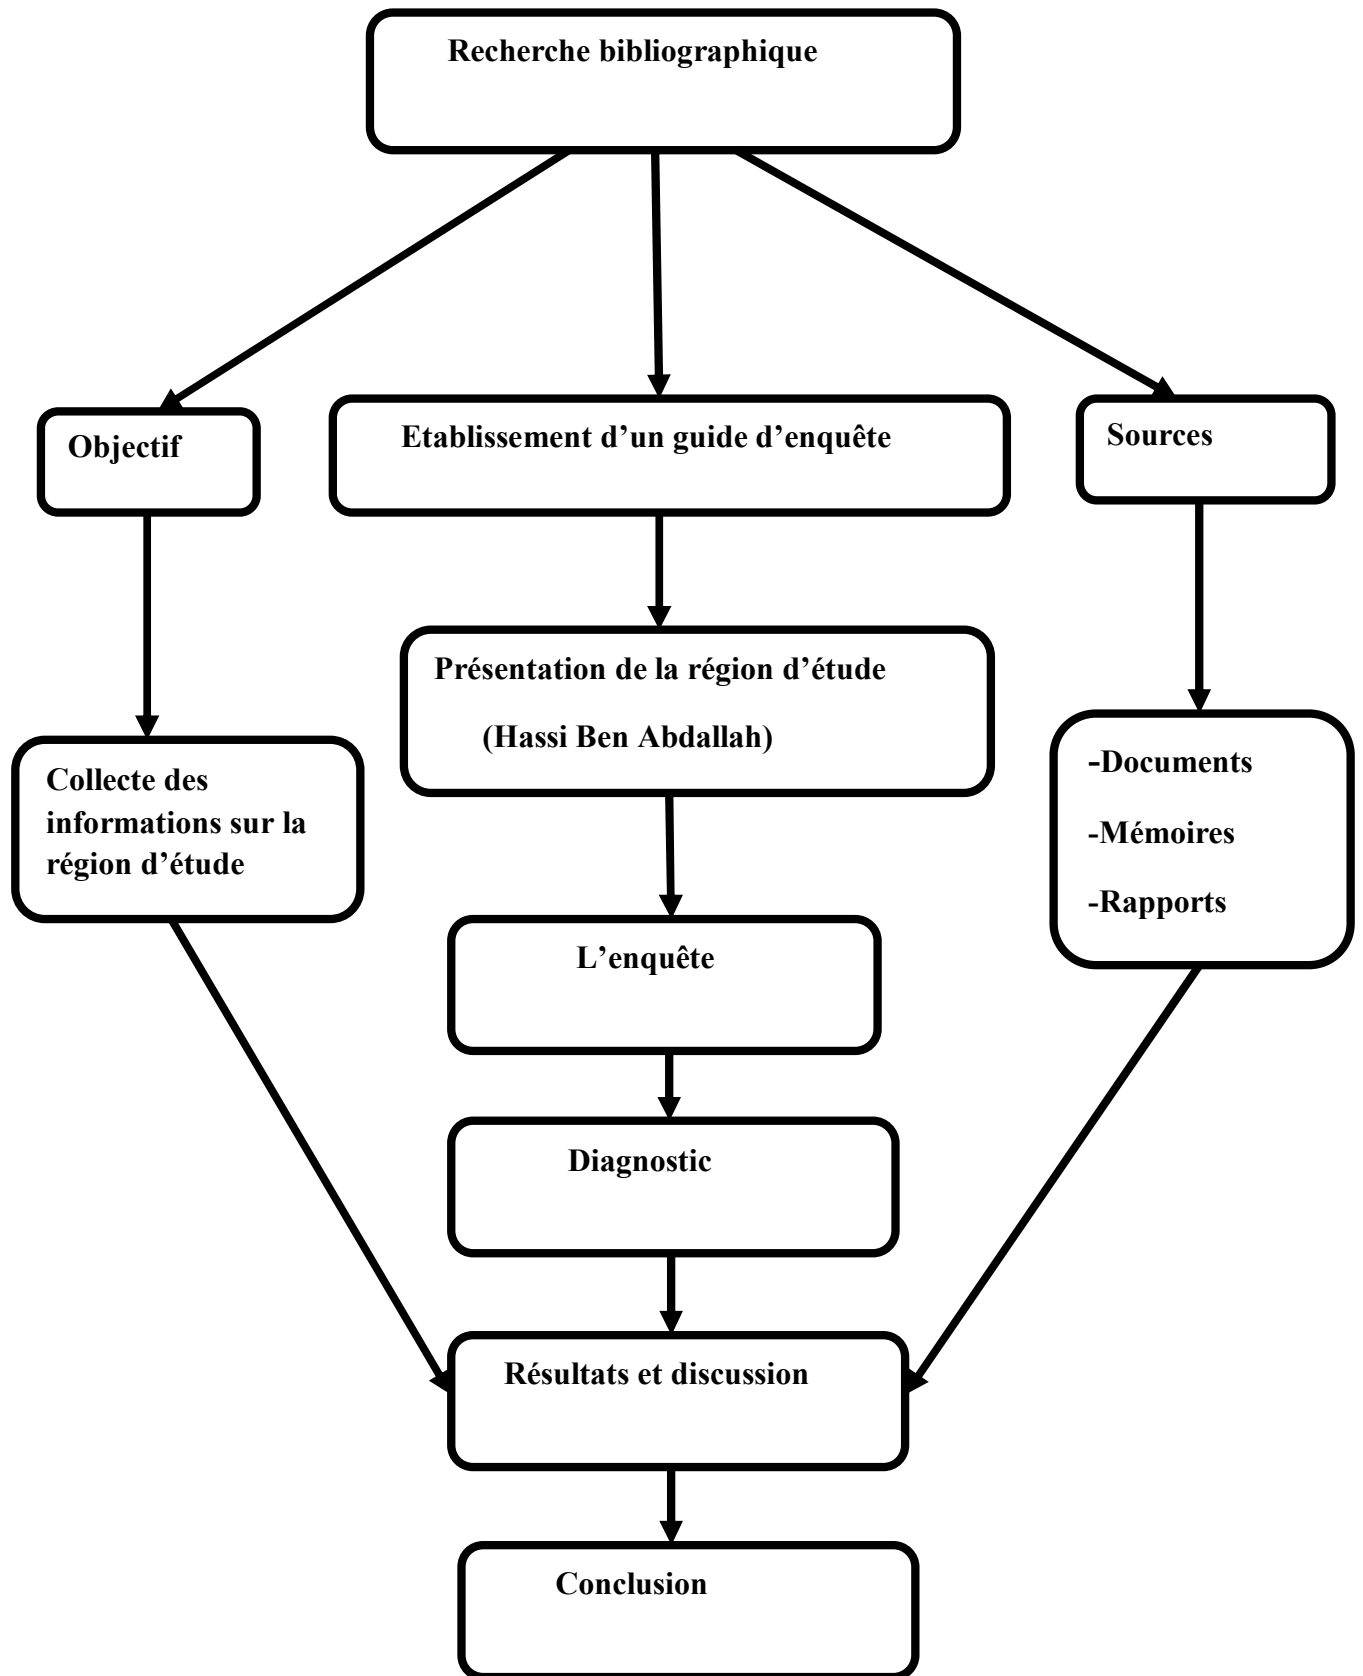 Recherche bibliographique
Objectif
Etablissement d’un guide d’enquête
Sources
Présentation de la région d’étude
(Hassi Ben Abdallah)
Collecte des
informations sur la
région d’étude
-Documents
-Mémoires
-Rapports
L’enquête
Diagnostic
Résultats et discussion
Conclusion